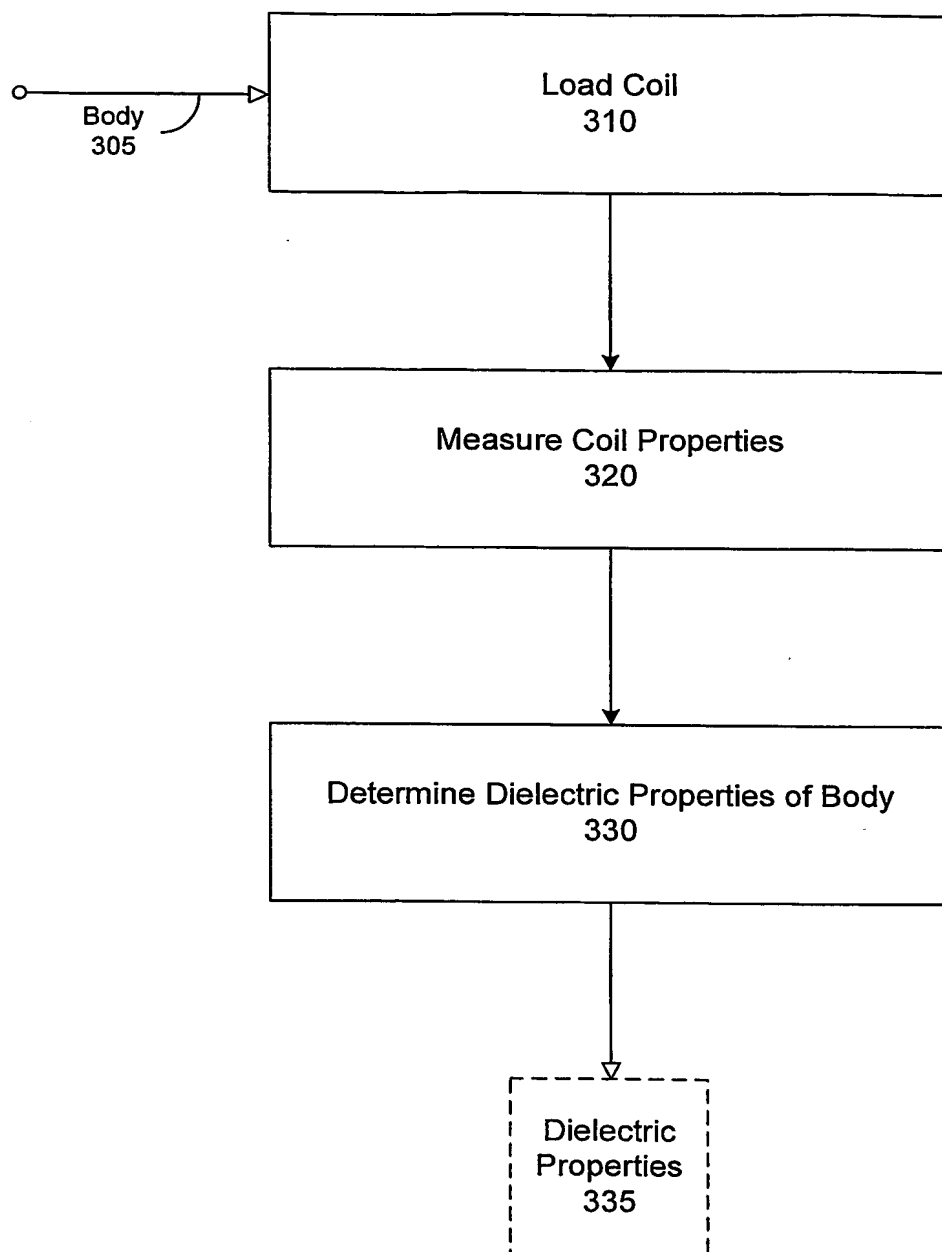 Load Coil
310
Body
305
Measure Coil Properties
320
Determine Dielectric Properties of Body
330
Dielectric
Properties
335